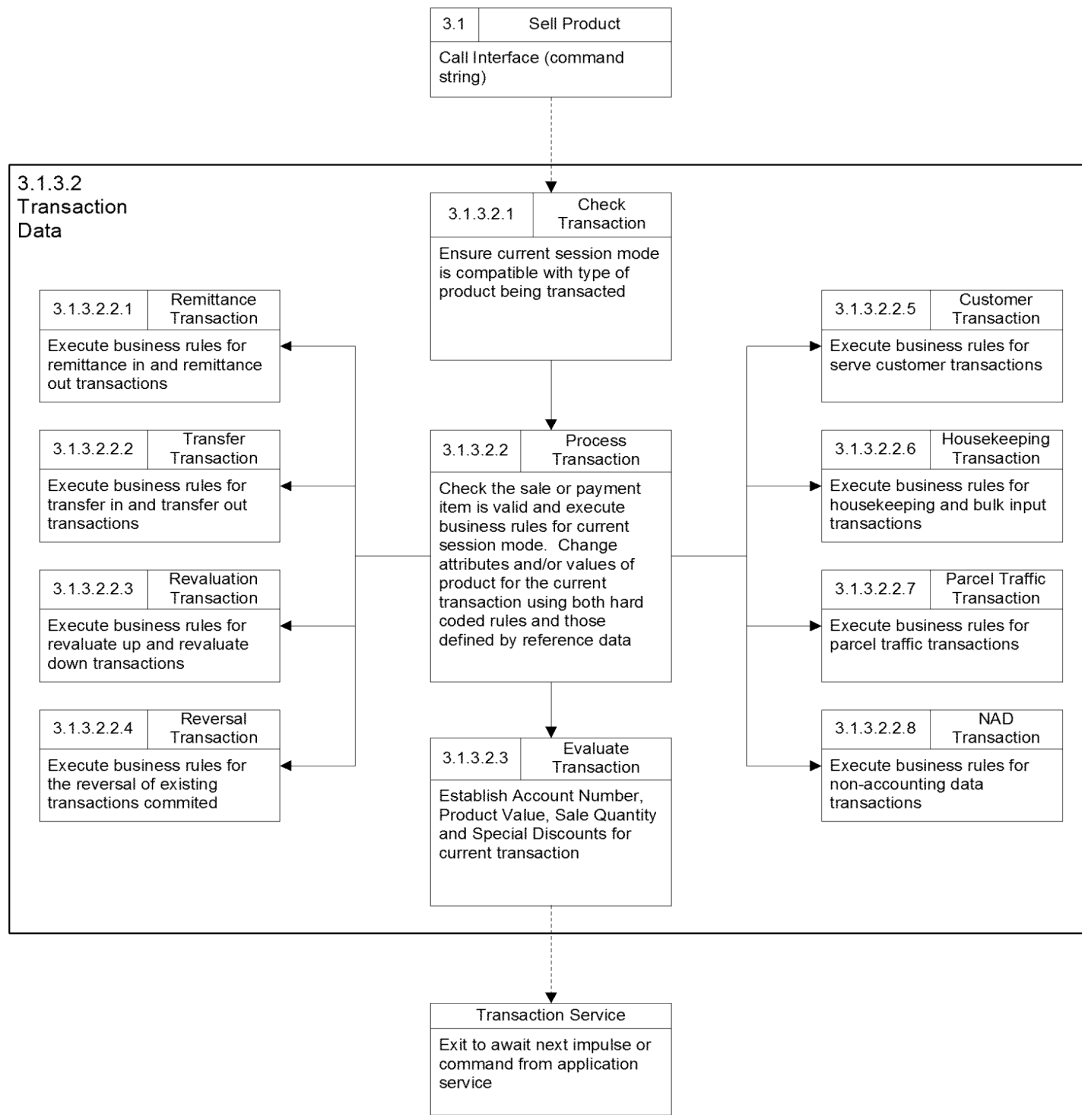 3.1
Sell Product
Call Interface (command
string)
3.1.3.2
Transaction
Data
3.1.3.2.1
Check
Transaction
Ensure current session mode
is compatible with type of
product being transacted
3.1.3.2.2.1
Remittance
Transaction
Execute business rules for
remittance in and remittance
out transactions
3.1.3.2.2.2
Transfer
Transaction
Execute business rules for
transfer in and transfer out
transactions
3.1.3.2.2.3
Revaluation
Transaction
Execute business rules for
revaluate up and revaluate
down transactions
3.1.3.2.2.4
Reversal
Transaction
Execute business rules for
the reversal of existing
transactions commited
3.1.3.2.2
Process
Transaction
Check the sale or payment
item is valid and execute
business rules for current
session mode.  Change
attributes and/or values of
product for the current
transaction using both hard
coded rules and those
defined by reference data
3.1.3.2.2.3
Evaluate
Transaction
Establish Account Number,
Product Value, Sale Quantity
and Special Discounts for
current transaction
3.1.3.2.2.5
Customer
Transaction
Execute business rules for
serve customer transactions
3.1.3.2.2.6
Housekeeping
Transaction
Execute business rules for
housekeeping and bulk input
transactions
3.1.3.2.2.7
Parcel Traffic
Transaction
Execute business rules for
parcel traffic transactions
3.1.3.2.2.8
NAD
Transaction
Execute business rules for
non-accounting data
transactions
Transaction Service
Exit to await next impulse or
command from application
service